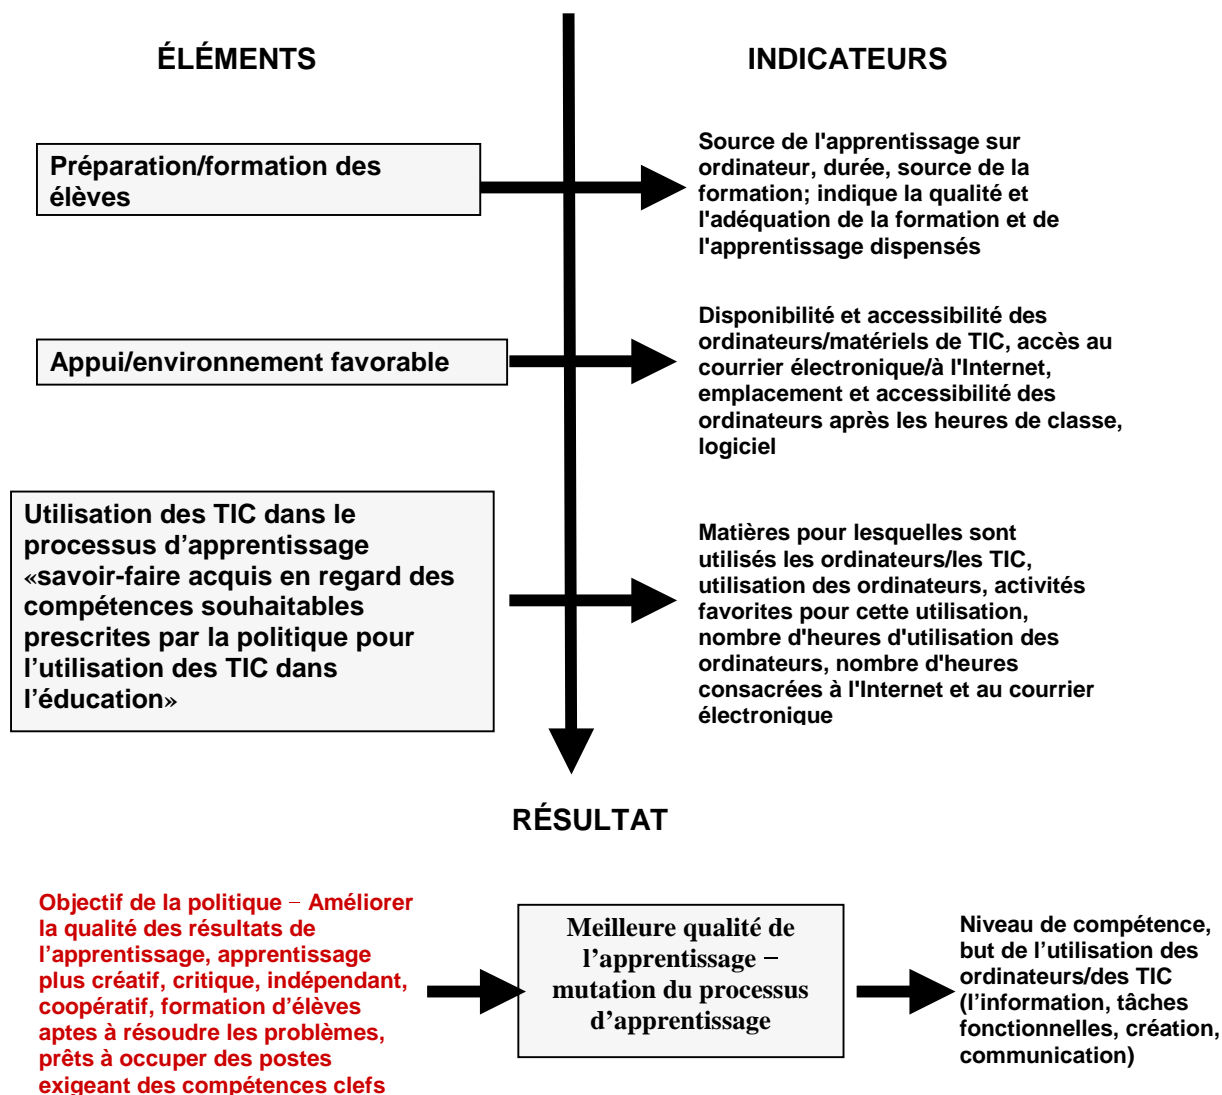 ÉLÉMENTS
INDICATEURS
Préparation/formation des
élèves
Source de l'apprentissage sur
ordinateur, durée, source de la
formation; indique la qualité et
l'adéquation de la formation et de
l'apprentissage dispensés
Appui/environnement favorable
Disponibilité et accessibilité des
ordinateurs/matériels de TIC, accès au
courrier électronique/à l'Internet,
emplacement et accessibilité des
ordinateurs après les heures de classe,
logiciel
Utilisation des TIC dans le
processus d’apprentissage
«savoir-faire acquis en regard des
compétences souhaitables
prescrites par la politique pour
l’utilisation des TIC dans
l’éducation»
Matières pour lesquelles sont
utilisés les ordinateurs/les TIC,
utilisation des ordinateurs, activités
favorites pour cette utilisation,
nombre d'heures d'utilisation des
ordinateurs, nombre d'heures
consacrées à l'Internet et au courrier
électronique
RÉSULTAT
Objectif de la politique − Améliorer
la qualité des résultats de
l’apprentissage, apprentissage
plus créatif, critique, indépendant,
coopératif, formation d’élèves
aptes à résoudre les problèmes,
prêts à occuper des postes
exigeant des compétences clefs
Meilleure qualité de
l’apprentissage −
mutation du processus
d’apprentissage
Niveau de compétence,
but de l’utilisation des
ordinateurs/des TIC
(l’information, tâches
fonctionnelles, création,
communication)